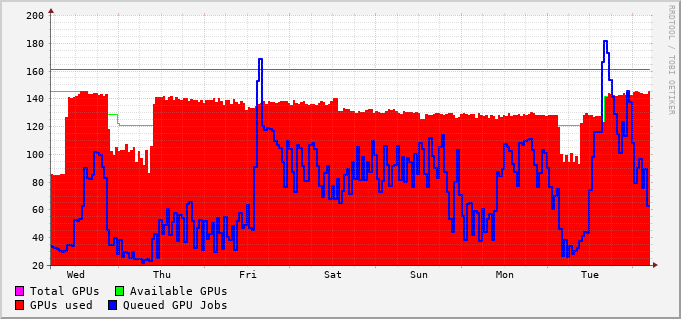 200
180
160
140
120
100
80
60
40
20
Wed Thu Fri Sat Sun Mon Tue
Total GPUs Available GPUs
GPUs used Queued GPU Jobs
RRDTOOL / TOBI OETIKER